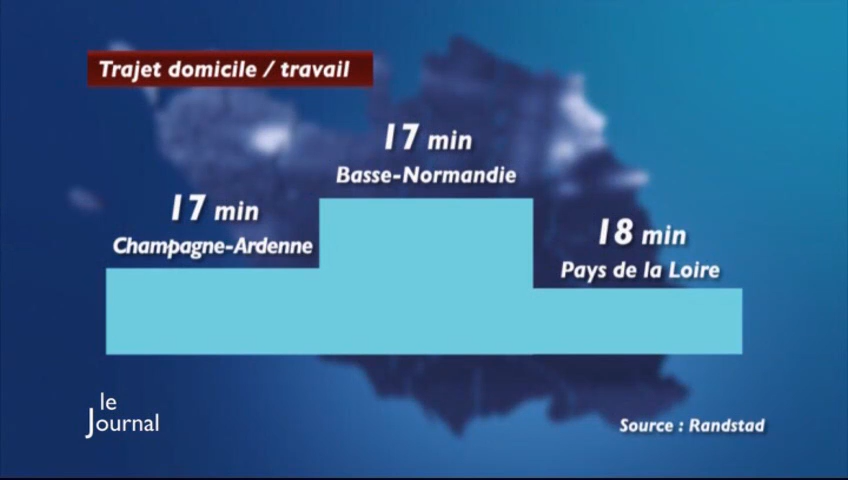 Trajet domicile / travail
17 min
Basse-Normandie
17 min
Champagne-Ardenne
18 min
Pays de la Loire
le
Journal
Source : Randstad